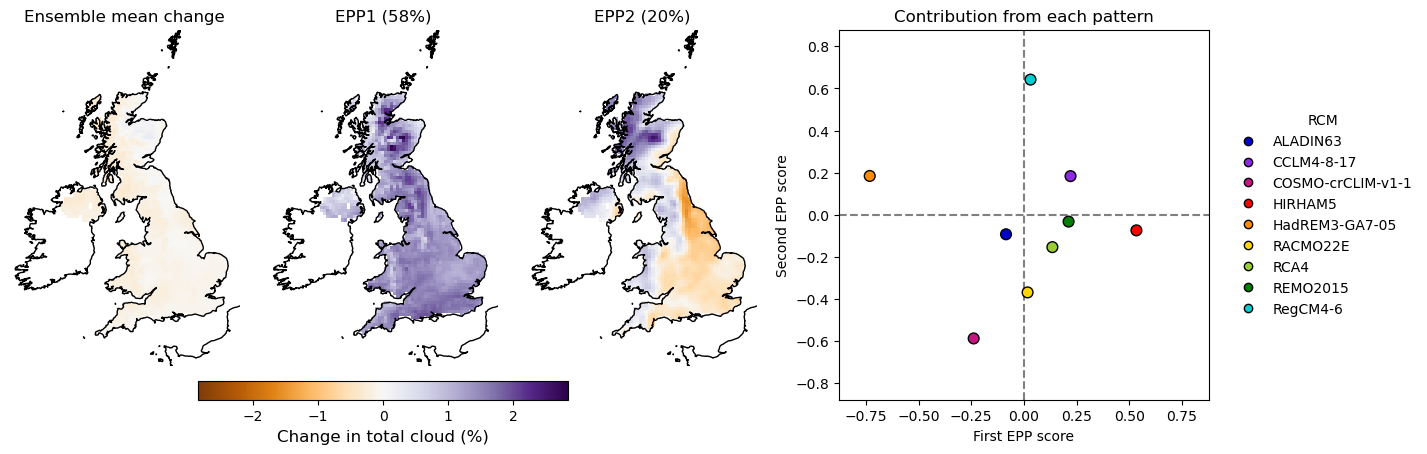 Ensemble mean change
EPP1 (58%)
EPP2 (20%)
Contribution from each pattern
0.8
0.6
0.4
0.2
0.0
−0.2
−0.4
−0.6
−0.8
Second EPP score
−0.75
−0.50
−0.25
0.00
0.25
0.50
0.75
First EPP score
RCM
ALADIN63
CCLM4-8-17
COSMO-crCLIM-v1-1
HIRHAM5
HadREM3-GA7-05
RACMO22E
RCA4
REMO2015
RegCM4-6
−2
−1
0
1
2
Change in total cloud (%)